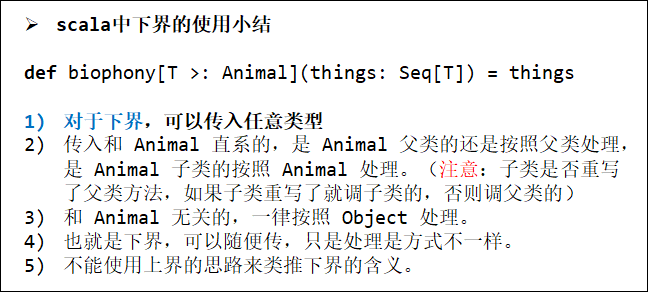 ➢ scala中下界的使用小结
def biophony[T >: Animal](things: Seq[T]) = things
1) 对于下界，可以传入任意类型
2) 传入和 Animal 直系的，是 Animal 父类的还是按照父类处理，
是 Animal 子类的按照 Animal 处理。（注意：子类是否重写
了父类方法，如果子类重写了就调子类的，否则调父类的）
3) 和 Animal 无关的，一律按照 Object 处理。
4) 也就是下界，可以随便传，只是处理是方式不一样。
5) 不能使用上界的思路来类推下界的含义。